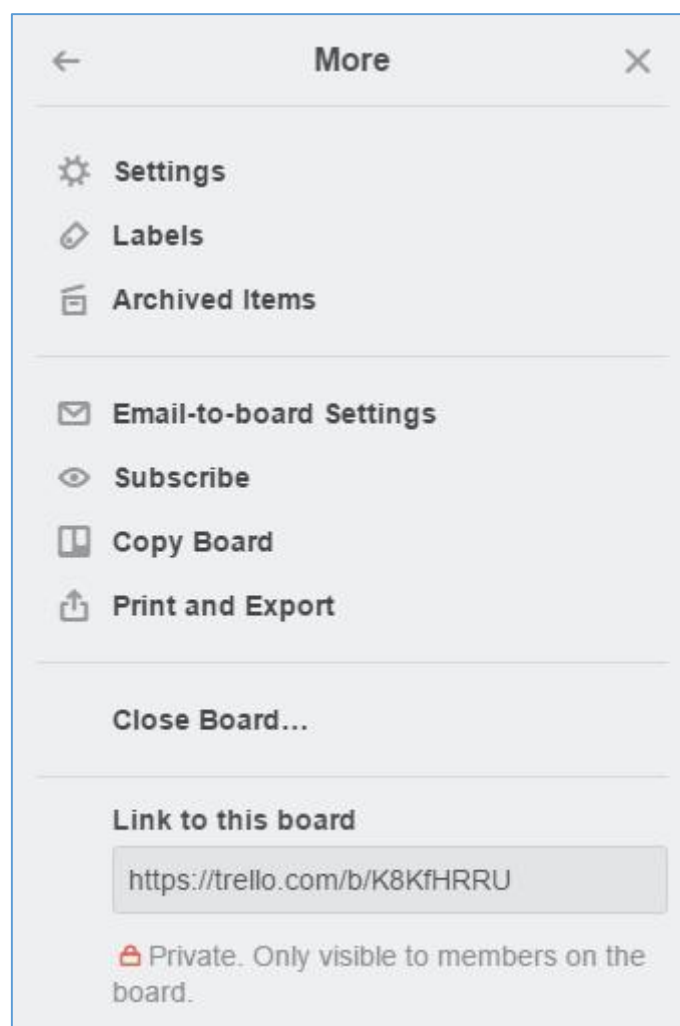 More
Settings
Labels
Archived Items
Email-to-board Settings
Subscribe
Copy Board
Print and Export
Close Board...
Link to this board
https://trello.com/b/K8KfHRRU
Private. Only visible to members on the
board.